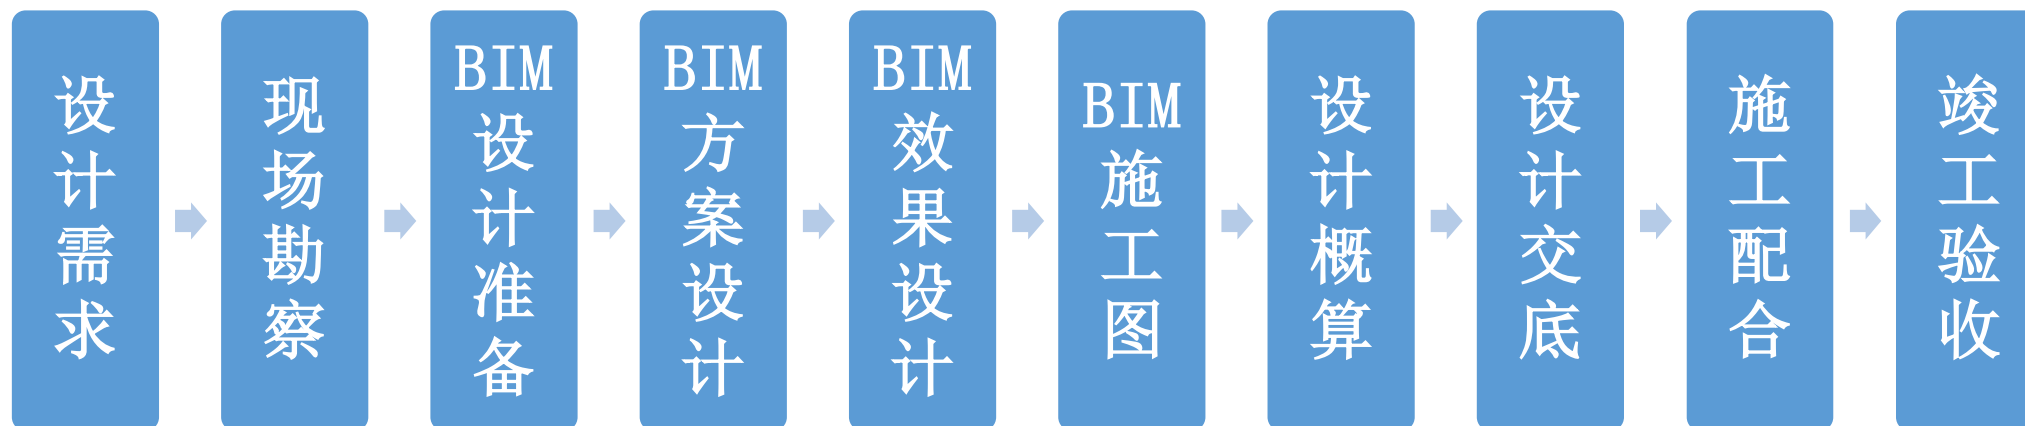 设计需求
现场勘察
BIM设计准备
BIM方案设计
BIM效果设计
BIM施工图
设计概算
设计交底
施工配合
竣工验收